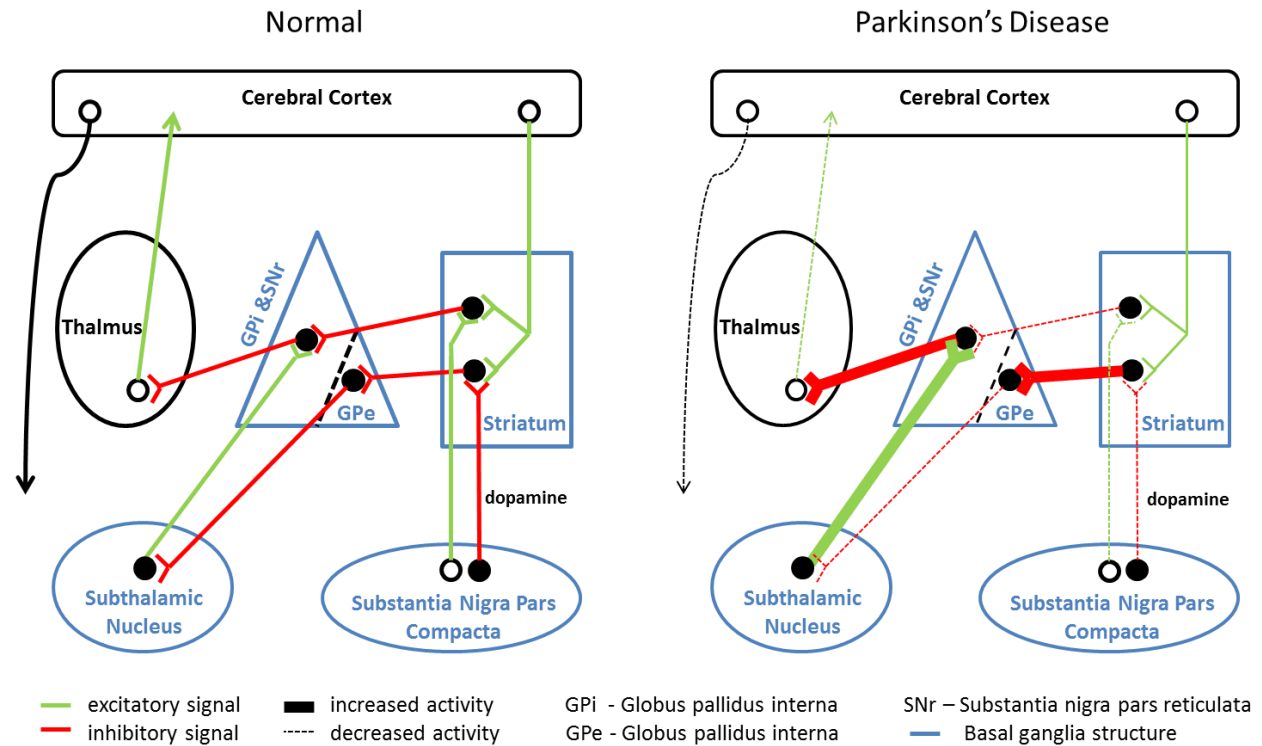 Normal
Parkinson's Disease
Cerebral Cortex
Thalmus
GPi &SNr
GPe
Striatum
dopamine
Subthalamic
Nucleus
Substantia Nigra Pars
Compacta
Cerebral Cortex
Thalmus
GPi &SNr
GPe
Striatum
dopamine
Subthalamic
Nucleus
Substantia Nigra Pars
Compacta
excitatory signal
inhibitory signal
increased activity
decreased activity
GPi - Globus pallidus interna
GPe - Globus pallidus interna
SNr – Substantia nigra pars reticulata
Basal ganglia structure